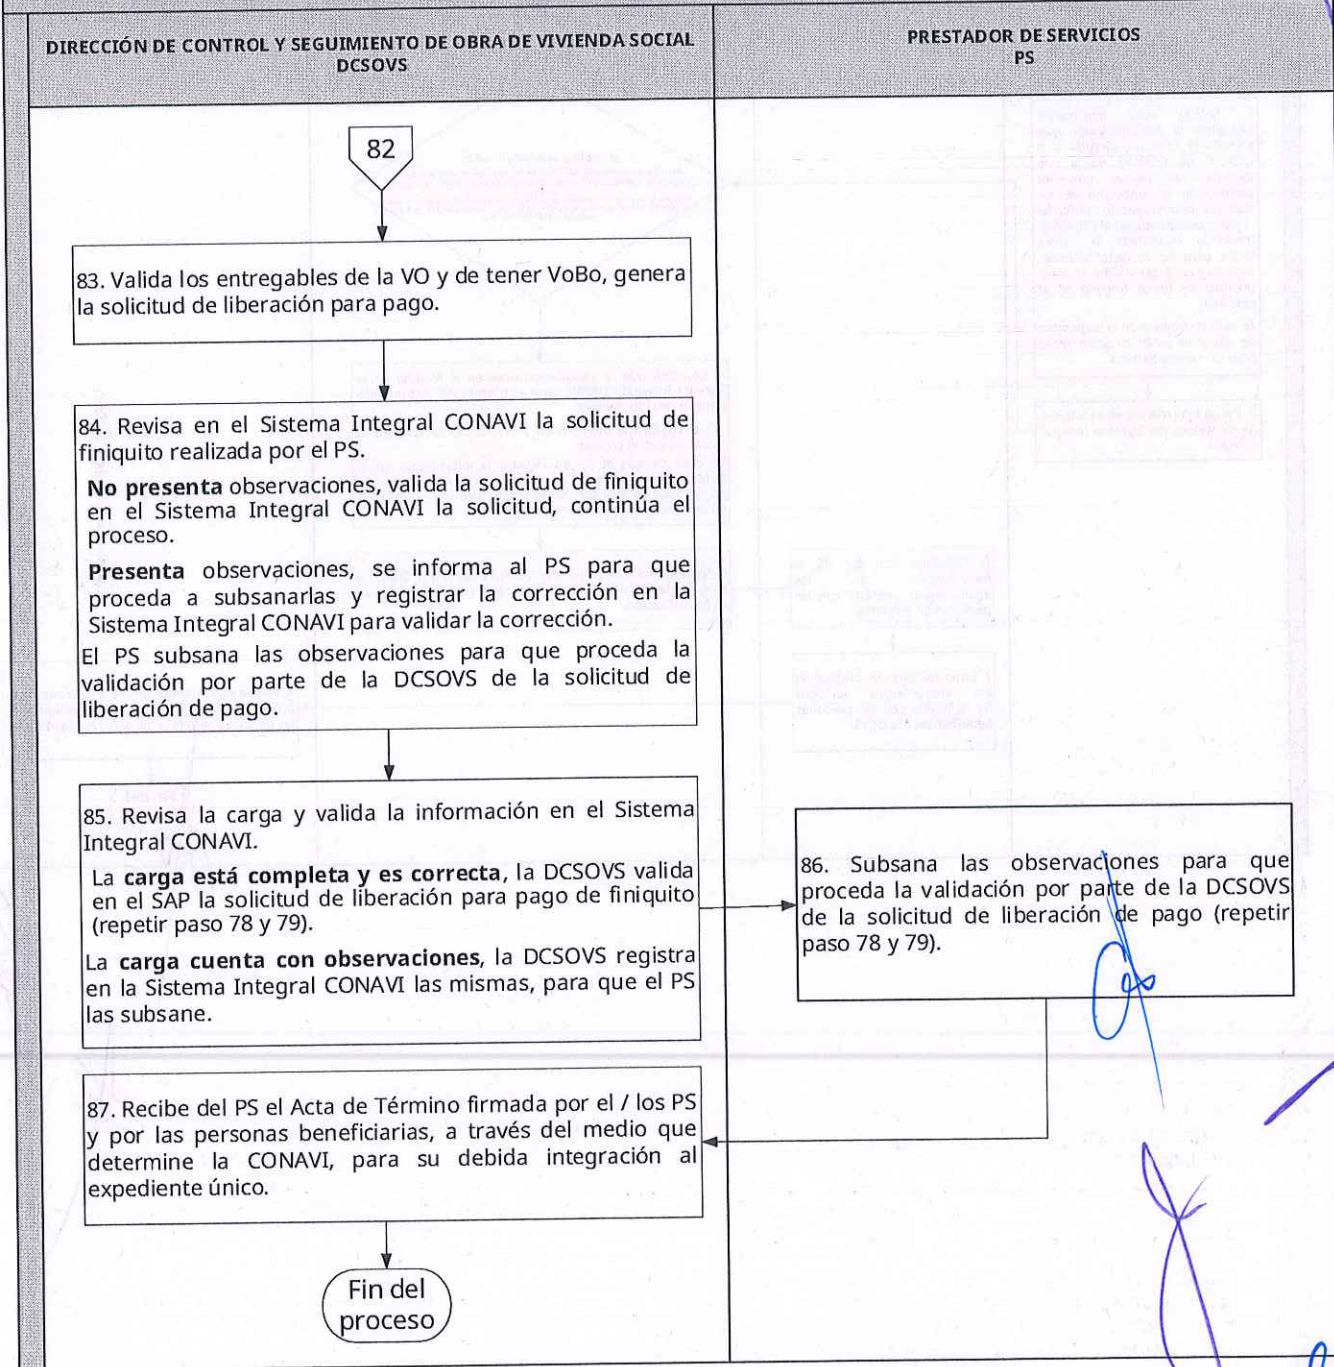 DIRECCIÓN DE CONTROL Y SEGUIMIENTO DE OBRA DE VIVIENDA SOCIAL
DCSOVS
PRESTADOR DE SERVICIOS
PS
82
83. Valida los entregables de la VO y de tener VoBo, genera
la solicitud de liberación para pago.
84. Revisa en el Sistema Integral CONAVI la solicitud de
finiquito realizada por el PS.
No presenta observaciones, valida la solicitud de finiquito
en el Sistema Integral CONAVI la solicitud, continúa el
proceso.
Presenta observaciones, se informa al PS para que
proceda a subsanarlas y registrar la corrección en la
Sistema Integral CONAVI para validar la corrección.
El PS subsana las observaciones para que proceda la
validación por parte de la DCSOVS de la solicitud de
liberación de pago.
85. Revisa la carga y valida la información en el Sistema
Integral CONAVI.
La carga está completa y es correcta, la DCSOVS valida
en el SAP la solicitud de liberación para pago de finiquito
(repetir paso 78 y 79).
La carga cuenta con observaciones, la DCSOVS registra
en la Sistema Integral CONAVI las mismas, para que el PS
las subsane.
86. Subsana las observaciones para que
proceda la validación por parte de la DCSOVS
de la solicitud de liberación de pago (repetir
paso 78 y 79).
87. Recibe del PS el Acta de Término firmada por el / los PS
y por las personas beneficiarias, a través del medio que
determine la CONAVI, para su debida integración al
expediente único.
Fin del
proceso